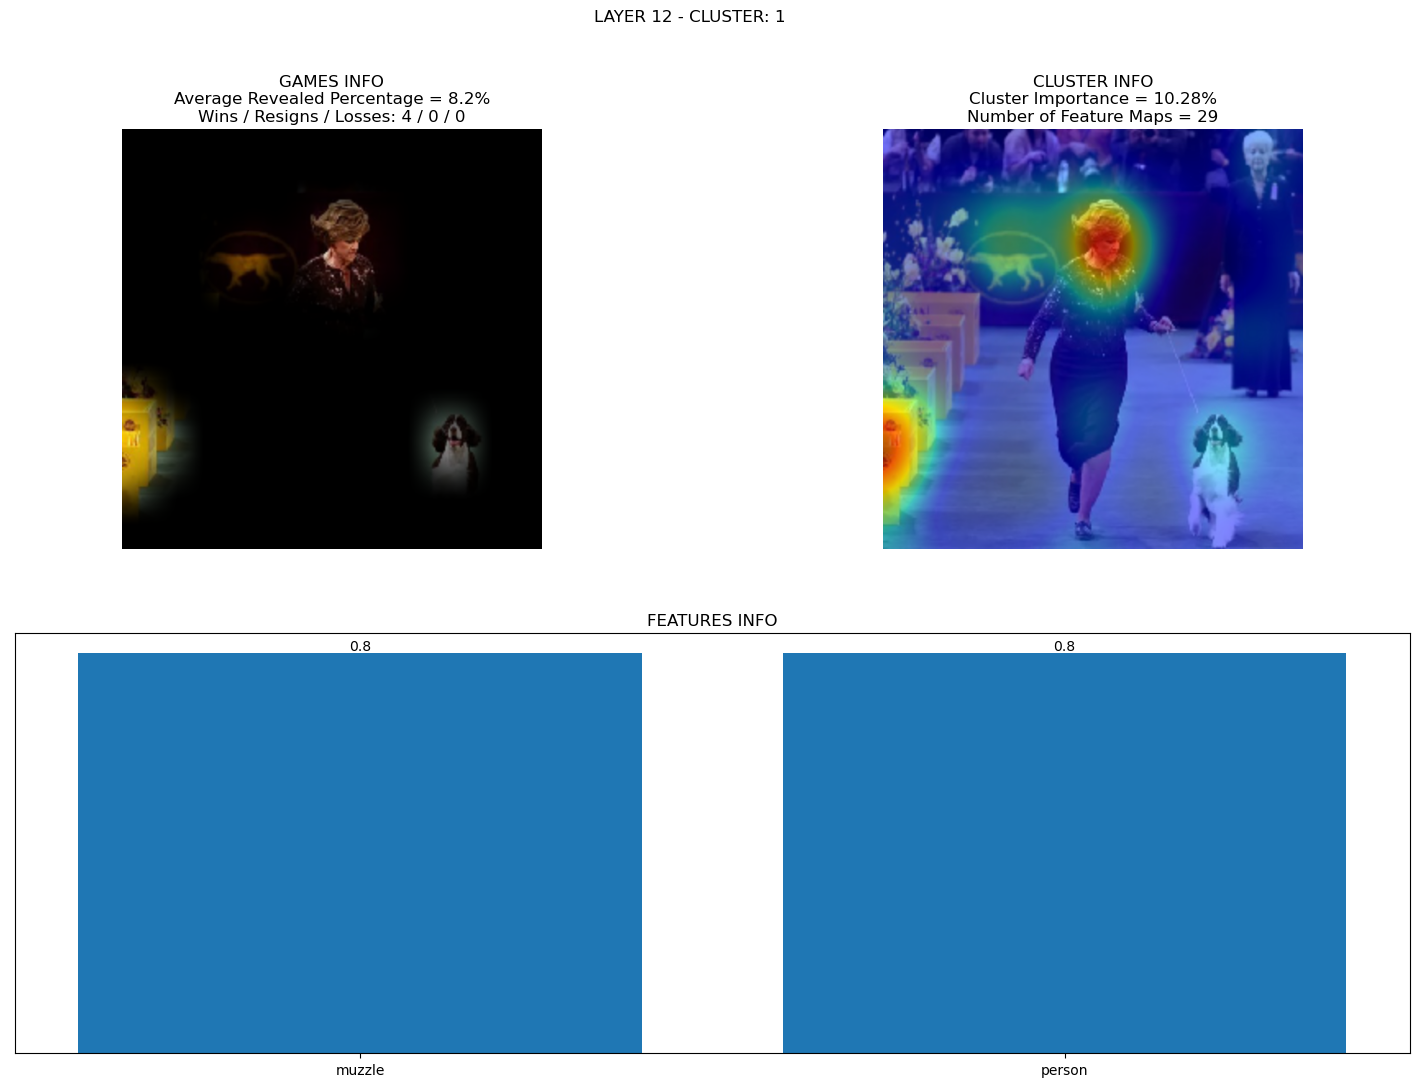 LAYER 12 - CLUSTER: 1
GAMES INFO
Average Revealed Percentage = 8.2%
Wins / Resigns / Losses: 4 / 0 / 0
CLUSTER INFO
Cluster Importance = 10.28%
Number of Feature Maps = 29
FEATURES INFO
0.8
0.8
muzzle
person